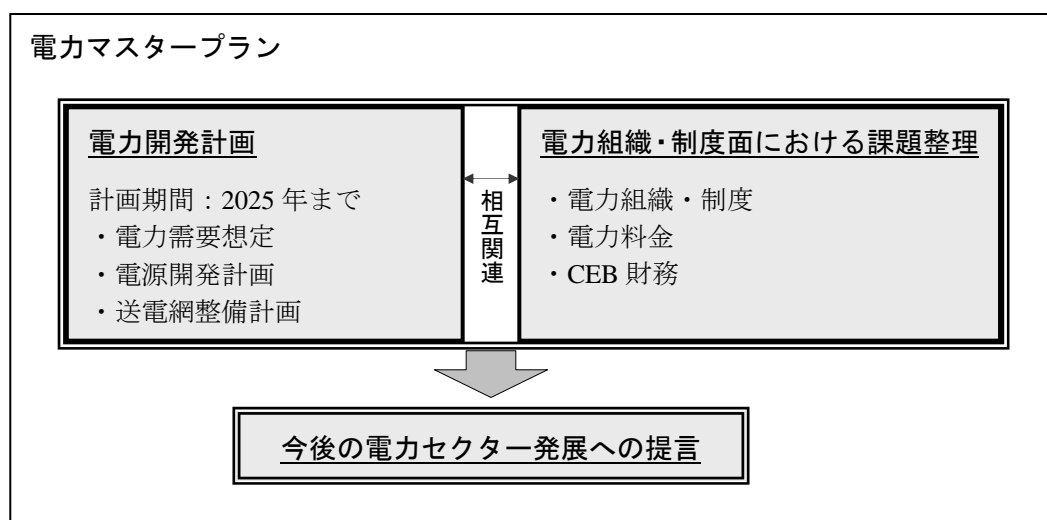 電力マスタープラン
電力開発計画
計画期間：2025 年まで
・電力需要想定
・電源開発計画
・送電網整備計画
相互関連
電力組織・制度面における課題整理
・電力組織・制度
・電力料金
・CEB 財務
今後の電力セクター発展への提言